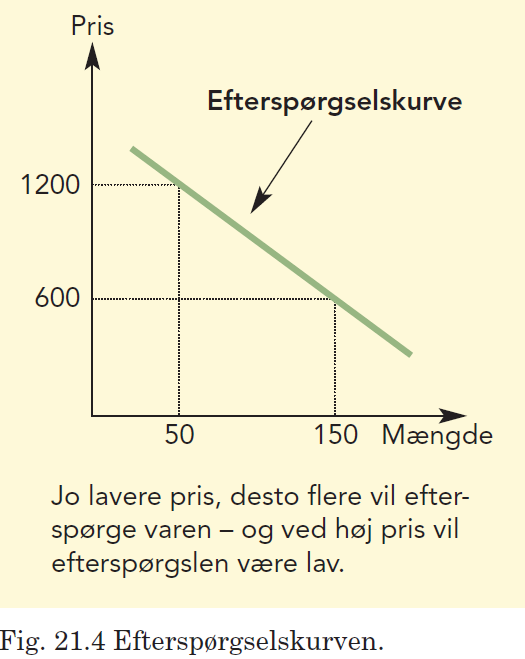 Pris
Efterspørgselskurve
1200
600
50
150 Mængde
Jo lavere pris, desto flere vil efter-
spørge varen – og ved høj pris vil
efterspørgslen være lav.
Fig. 21.4 Efterspørgselskurven.